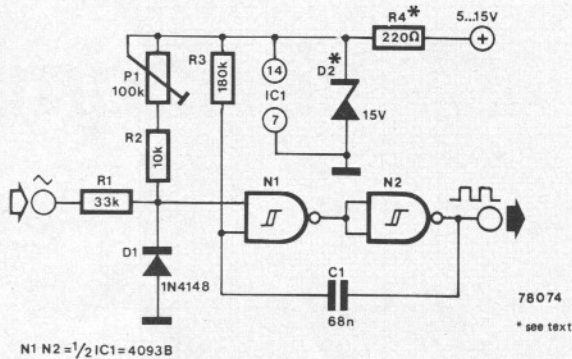 R4*
220Ω
5...15V
+
P1
100k
R3
180k
14
IC1
7
D2*
15V
R2
10k
~
R1
33k
N1
N2
D1
1N4148
C1
68n
78074
* see text
N1 N2 = 1/2 IC1 = 4093B